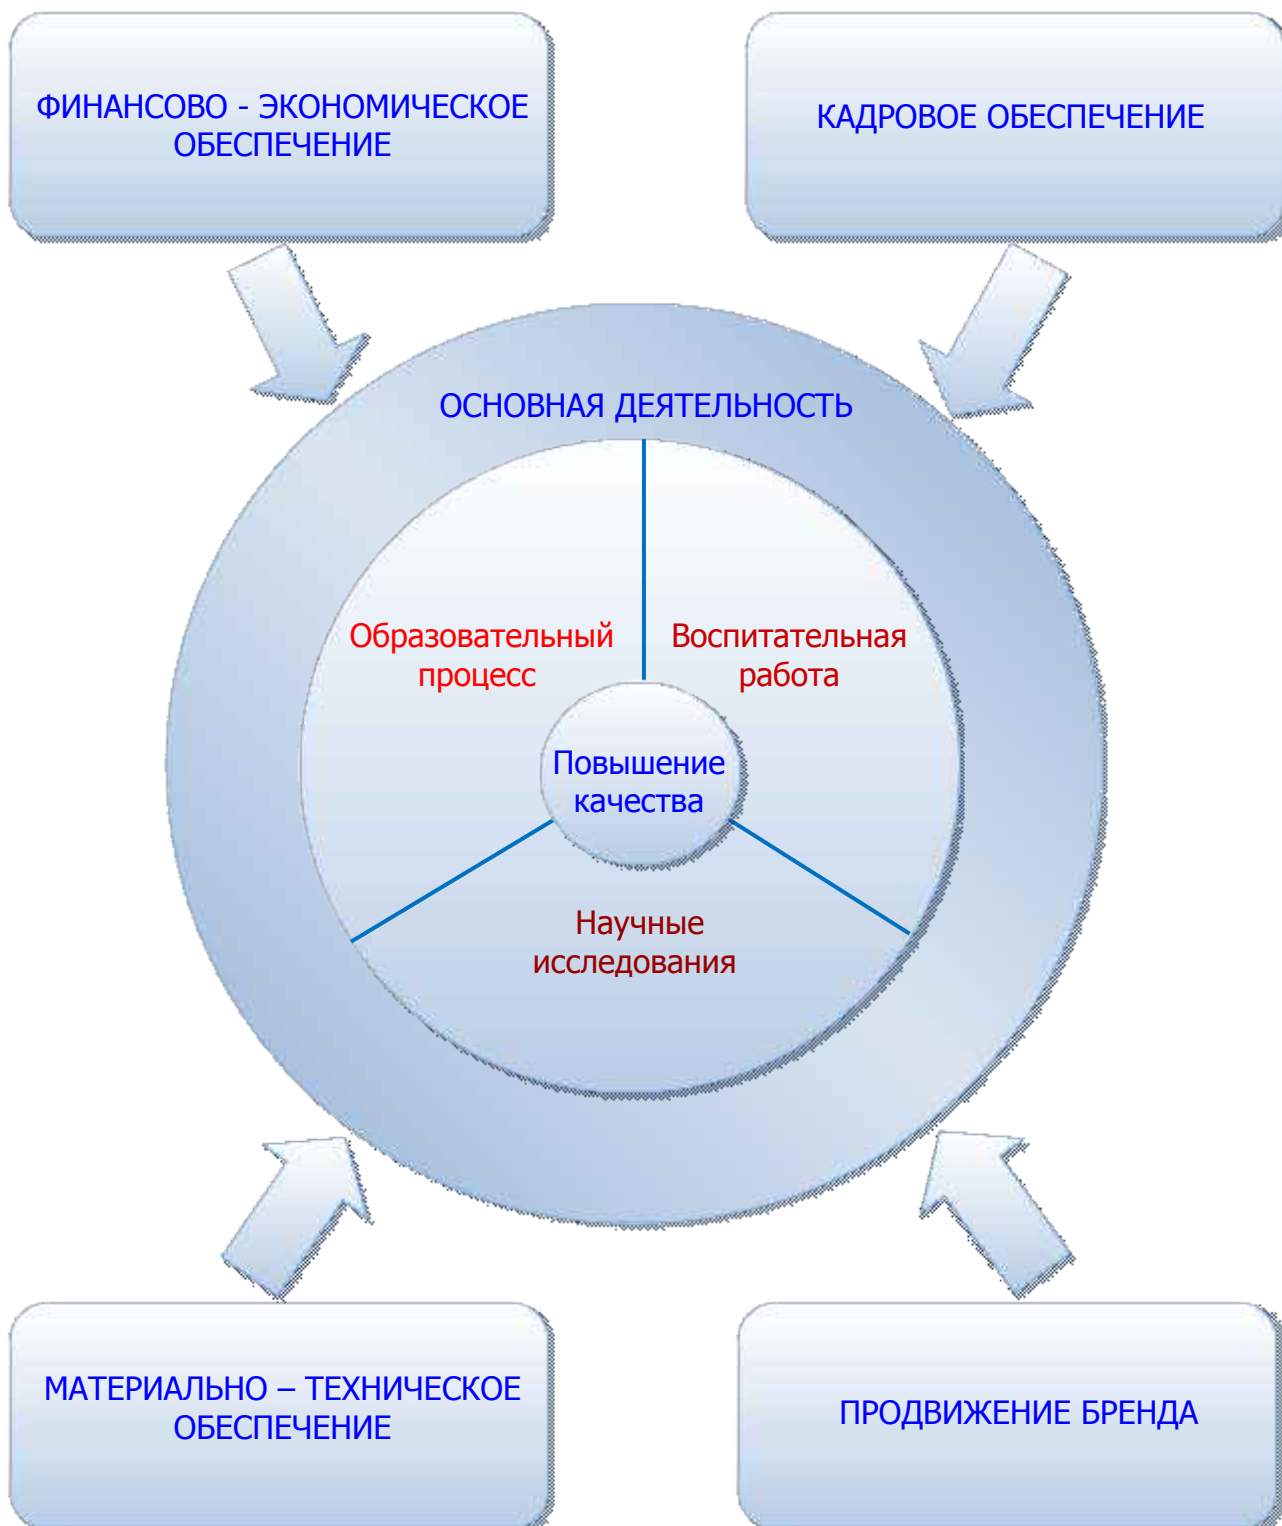 ФИНАНСОВО - ЭКОНОМИЧЕСКОЕ
ОБЕСПЕЧЕНИЕ
КАДРОВОЕ ОБЕСПЕЧЕНИЕ
ОСНОВНАЯ ДЕЯТЕЛЬНОСТЬ
Образовательный
процесс
Воспитательная
работа
Повышение
качества
Научные
исследования
МАТЕРИАЛЬНО – ТЕХНИЧЕСКОЕ
ОБЕСПЕЧЕНИЕ
ПРОДВИЖЕНИЕ БРЕНДА